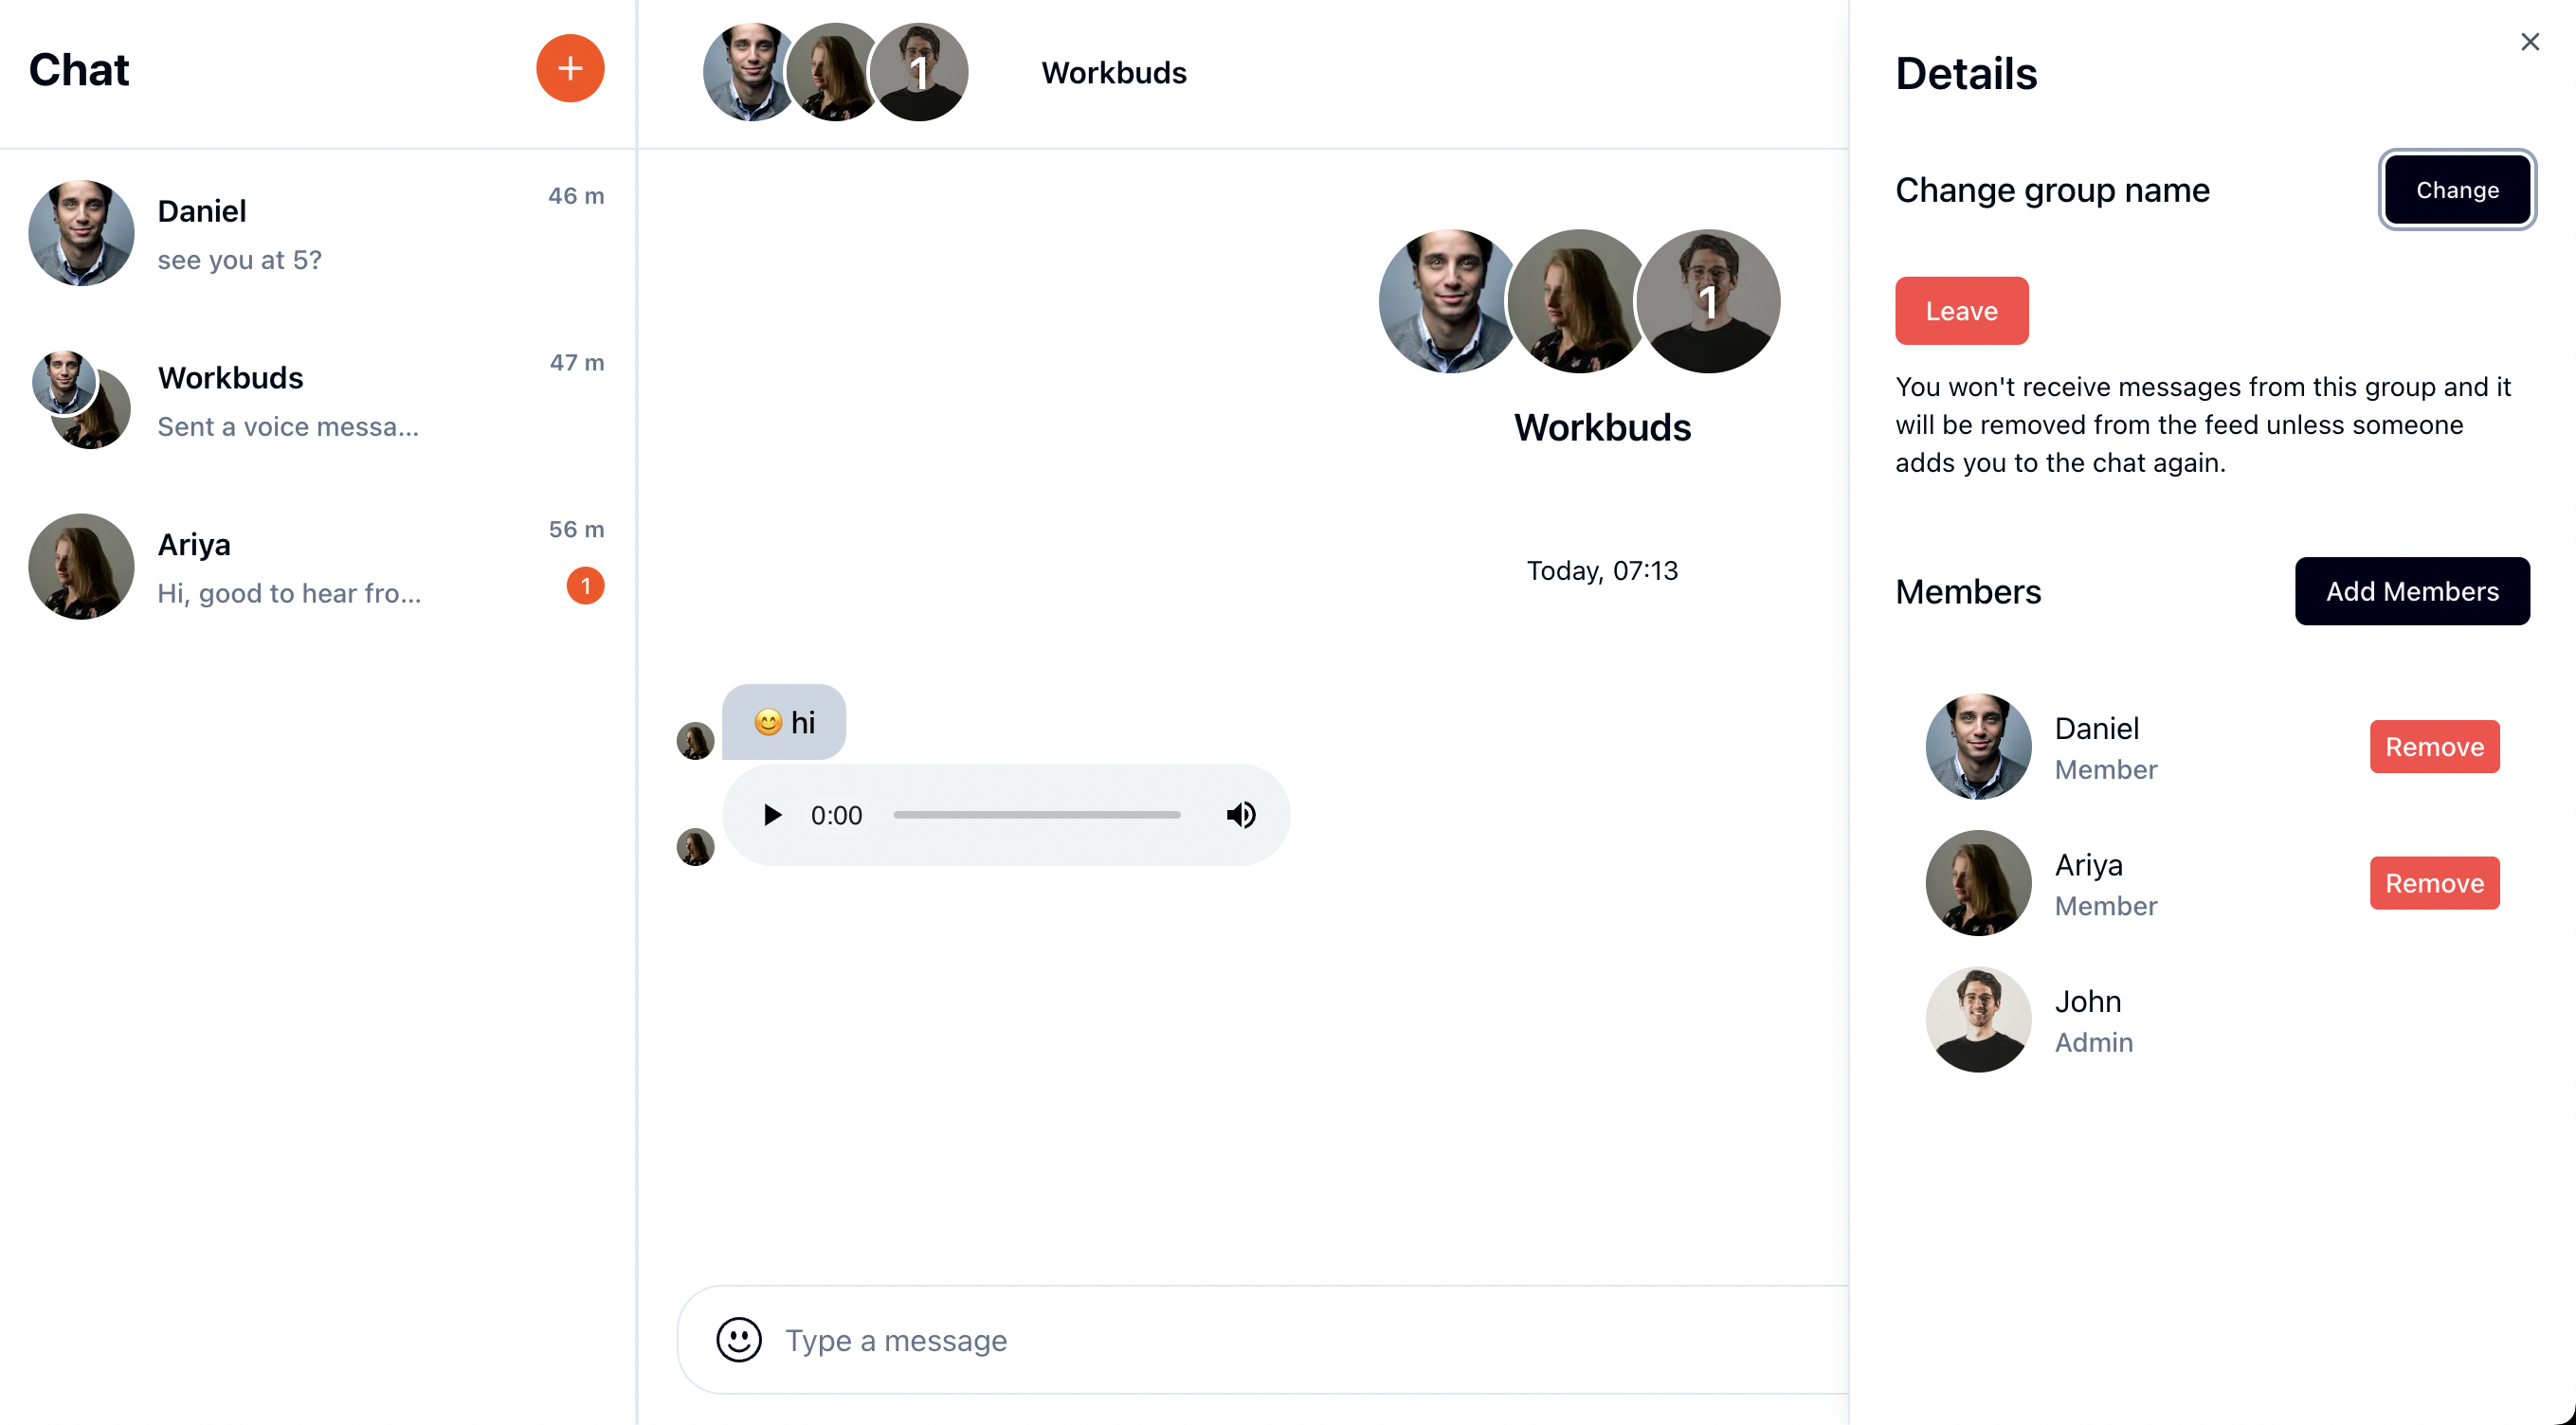 Chat
Daniel
46 m
see you at 5?
Workbuds
47 m
Sent a voice messa...
Ariya
56 m
Hi, good to hear fro...
1
1
Workbuds
1
Workbuds
Today, 07:13
😊 hi
0:00
Type a message
Details
Change group name
Change
Leave
You won't receive messages from this group and it
will be removed from the feed unless someone
adds you to the chat again.
Members
Add Members
Daniel
Member
Remove
Ariya
Member
Remove
John
Admin